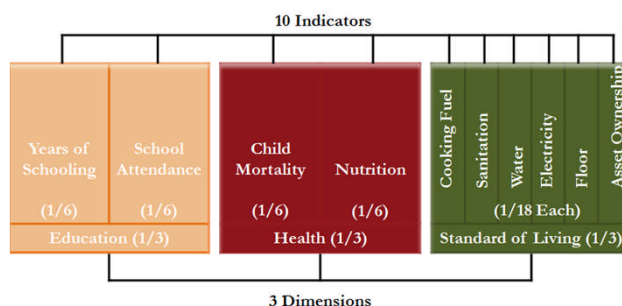 10 Indicators
Years of
Schooling
(1/6)
School
Attendance
(1/6)
Education (1/3)
Child
Mortality
(1/6)
Nutrition
(1/6)
Health (1/3)
Cooking Fuel
Sanitation
Water
Electricity
Floor
Asset Ownership
(1/18 Each)
Standard of Living (1/3)
3 Dimensions